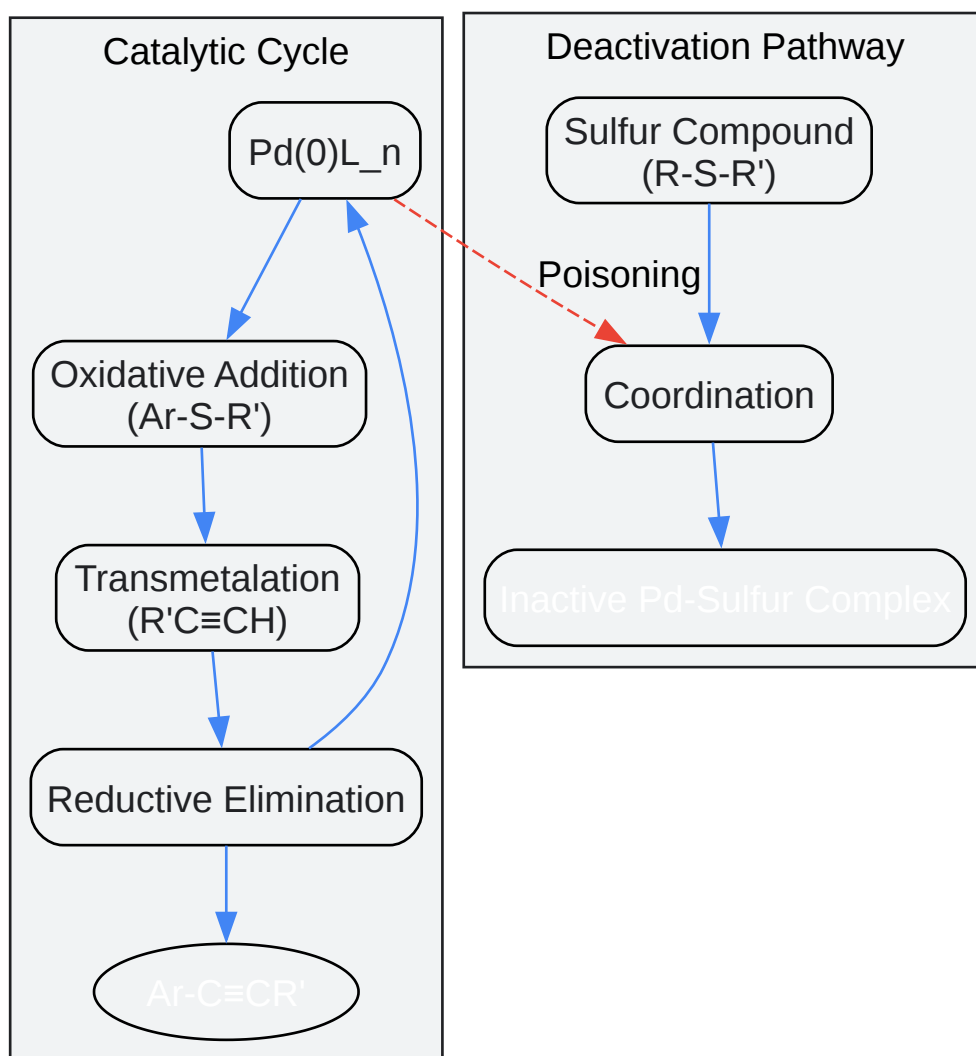 Catalytic Cycle
Pd(0)L_n
Oxidative Addition
(Ar-S-R')
Transmetalation
(R'C≡CH)
Reductive Elimination
Ar-C≡CR'
Deactivation Pathway
Sulfur Compound
(R-S-R')
Poisoning
Coordination
Inactive Pd-Sulfur Complex